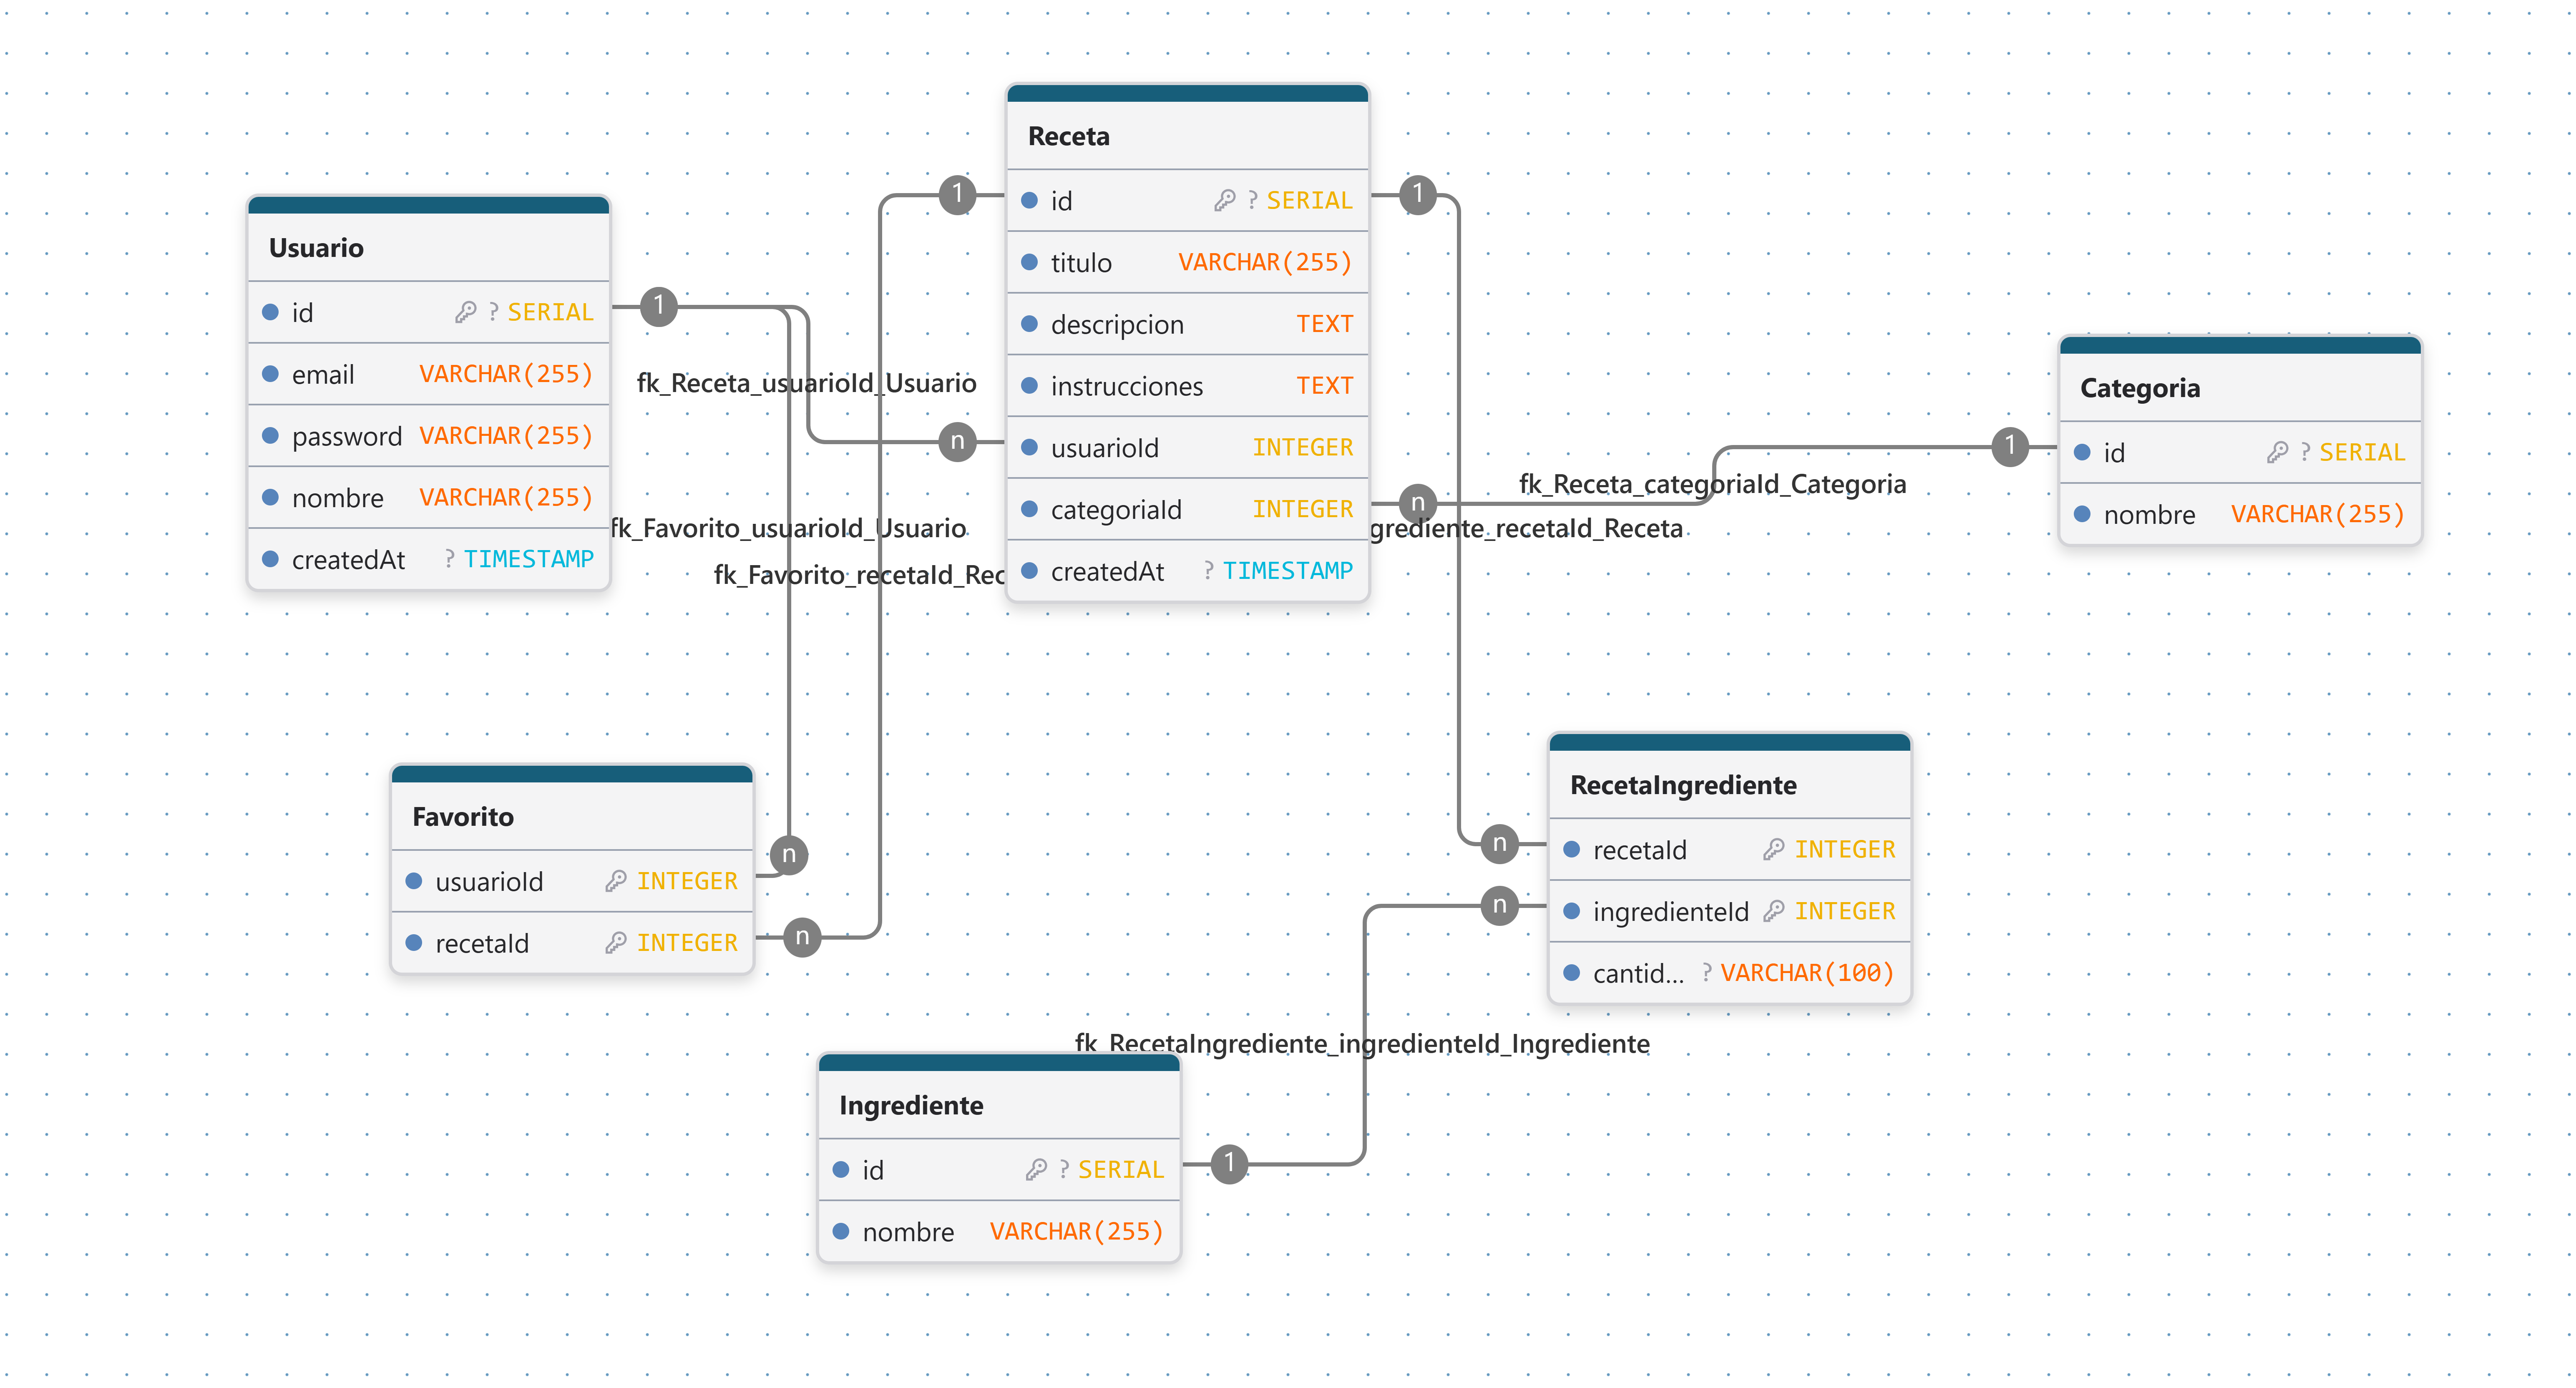 Usuario
id ? SERIAL
email VARCHAR(255)
password VARCHAR(255)
nombre VARCHAR(255)
createdAt ? TIMESTAMP
Receta
id ? SERIAL
titulo VARCHAR(255)
descripcion TEXT
instrucciones TEXT
usuarioId INTEGER
categoriaId INTEGER
createdAt ? TIMESTAMP
Categoria
id ? SERIAL
nombre VARCHAR(255)
1
1
1
n
n
1
fk_Receta_usuarioId_Usuario
fk_Receta_categoriaId_Categoria
fk_Favorito_usuarioId_Usuario
grediente_recetaId_Receta
fk_Favorito_recetaId_Rec
Favorito
usuarioId INTEGER
recetaId INTEGER
n
n
RecetaIngrediente
recetaId INTEGER
ingredienteId INTEGER
cantid... ? VARCHAR(100)
n
n
fk_RecetaIngrediente_ingredienteId_Ingrediente
Ingrediente
id ? SERIAL
nombre VARCHAR(255)
1